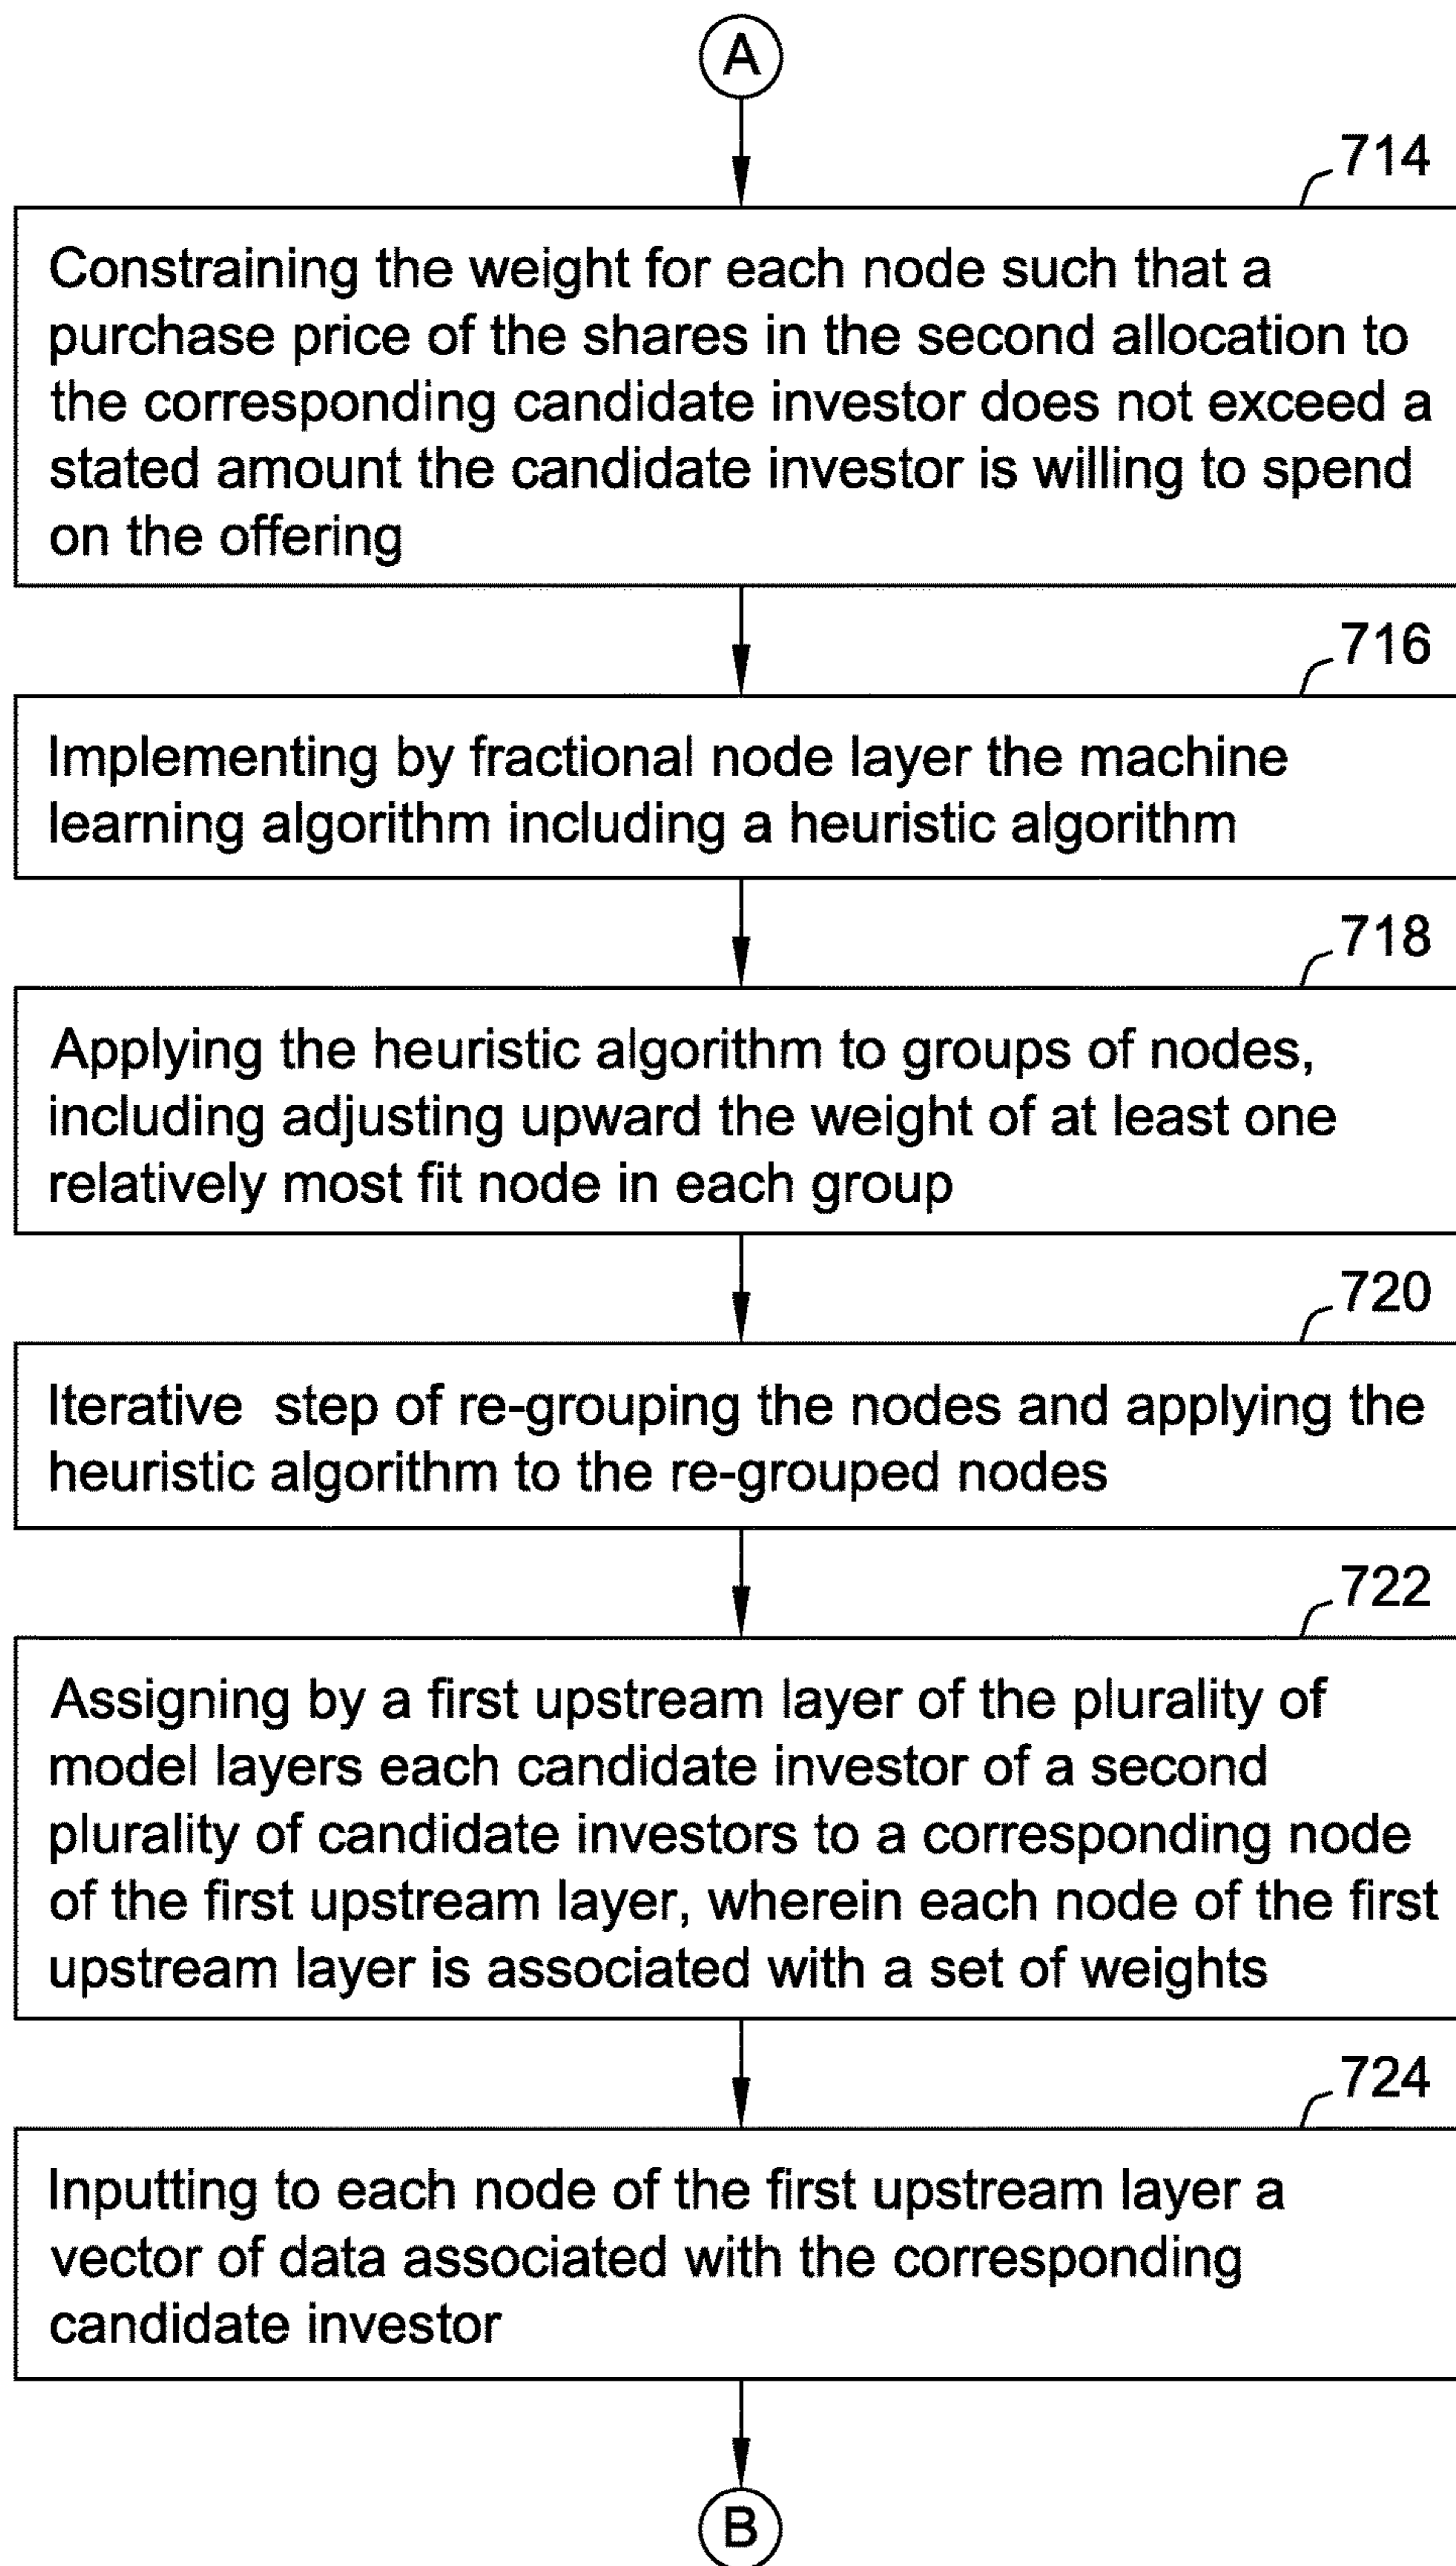 A
714
Constraining the weight for each node such that a
purchase price of the shares in the second allocation to
the corresponding candidate investor does not exceed a
stated amount the candidate investor is willing to spend
on the offering
716
Implementing by fractional node layer the machine
learning algorithm including a heuristic algorithm
718
Applying the heuristic algorithm to groups of nodes,
including adjusting upward the weight of at least one
relatively most fit node in each group
720
Iterative step of re-grouping the nodes and applying the
heuristic algorithm to the re-grouped nodes
722
Assigning by a first upstream layer of the plurality of
model layers each candidate investor of a second
plurality of candidate investors to a corresponding node
of the first upstream layer, wherein each node of the first
upstream layer is associated with a set of weights
724
Inputting to each node of the first upstream layer a
vector of data associated with the corresponding
candidate investor
B